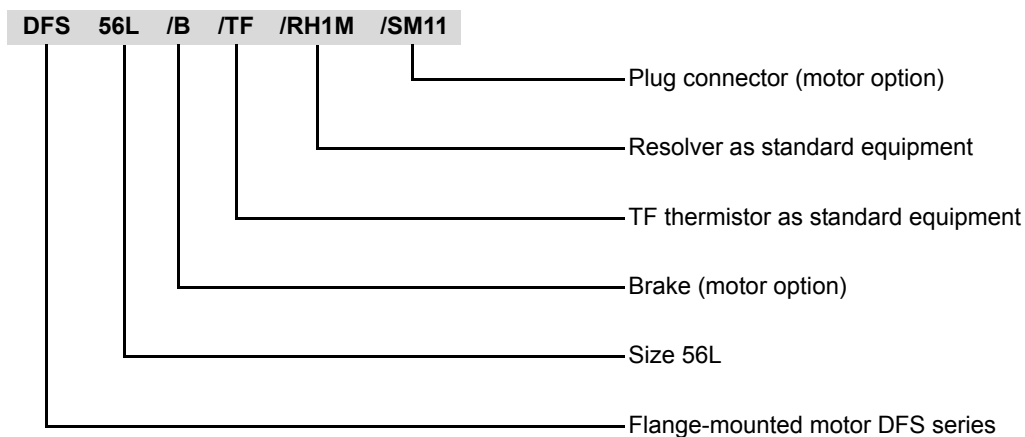 DFS 56L /B /TF /RH1M /SM11
Plug connector (motor option)
Resolver as standard equipment
TF thermistor as standard equipment
Brake (motor option)
Size 56L
Flange-mounted motor DFS series